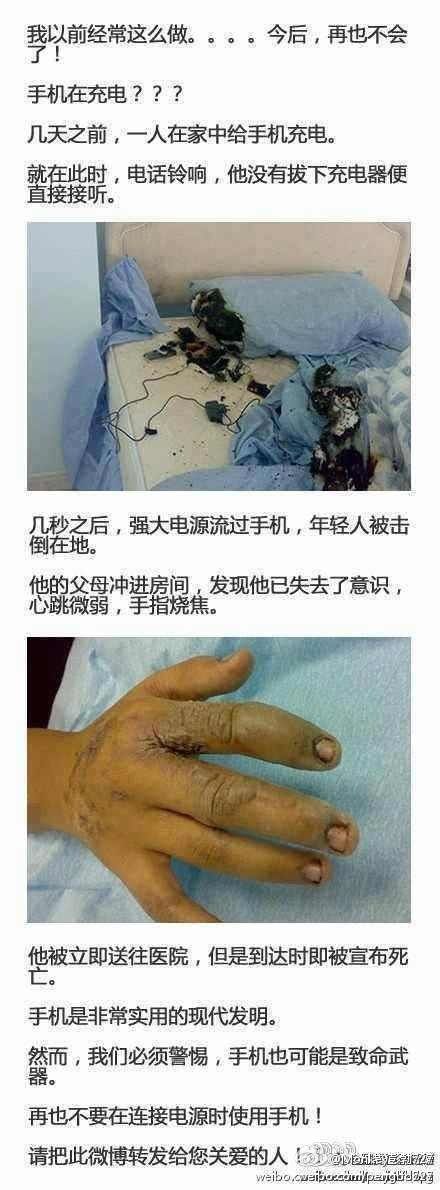 我以前经常这么做。。。。今后，再也不会
了！
手机在充电？？？
几天之前，一人在家中给手机充电。
就在此时，电话铃响，他没有拔下充电器便
直接接听。
几秒之后，强大电源流过手机，年轻人被击
倒在地。
他的父母冲进房间，发现他已失去了意识，
心跳微弱，手指烧焦。
他被立即送往医院，但是到达时即被宣布死
亡。
手机是非常实用的现代发明。
然而，我们必须警惕，手机也可能是致命武
器。
再也不要在连接电源时使用手机！
请把此微博转发给您关爱的人！